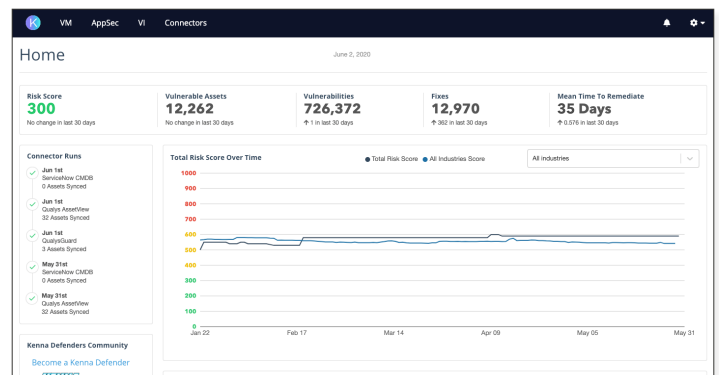 K VM AppSec VI Connectors
Home
June 2, 2020
Risk Score
300
No change in last 30 days
Vulnerable Assets
12,262
No change in last 30 days
Vulnerabilities
726,372
↑ 1 in last 30 days
Fixes
12,970
↑ 362 in last 30 days
Mean Time To Remediate
35 Days
↑ 0.576 in last 30 days
Connector Runs
Jun 1st
ServiceNow CMDB
0 Assets Synced
Jun 1st
Qualys AssetView
32 Assets Synced
Jun 1st
QualysGuard
3 Assets Synced
May 31st
ServiceNow CMDB
0 Assets Synced
May 31st
Qualys AssetView
32 Assets Synced
Kenna Defenders Community
Become a Kenna Defender
Total Risk Score Over Time
Total Risk Score All Industries Score
All industries
1000
900
800
700
600
500
400
300
200
100
0
Jan 22 Feb 17 Mar 14 Apr 09 May 05 May 31